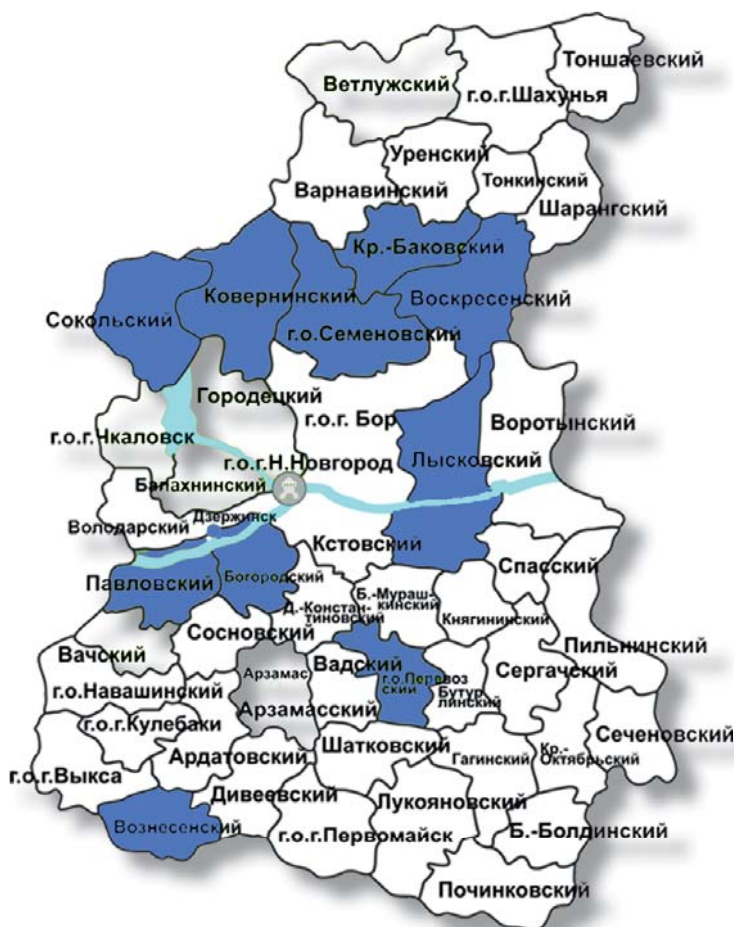 Тоншаевский
Ветлужский
г.о.г.Шахунья
Уренский
Тонкинский
Варнавинский
Шарангский
Кр.-Баковский
Ковернинский
Воскресенский
Сокольский
г.о.Семеновский
Городецкий
г.о.г. Бор
Воротынский
г.о.г.Чкаловск
г.о.г.Н.Новгород
Лысковский
Балахнинский
Дзержинск
Володарский
Кстовский
Спасский
Павловский
Богородский
Б.-Мураш-
кинский
Д.-Констан-
тиновский
Княгининский
Сосновский
Пильнинский
Вачский
Арзамас
Вадский
Сергачский
г.о.Перевоз
ский
г.о.Навашинский
Бутур
линский
Арзамасский
г.о.г.Кулебаки
Сеченовский
Шатковский
Ардатовский
Гагинский
Кр.-
Октябрьский
г.о.г.Выкса
Дивеевский
Лукояновский
Вознесенский
г.о.г.Первомайск
Б.-Болдинский
Починковский